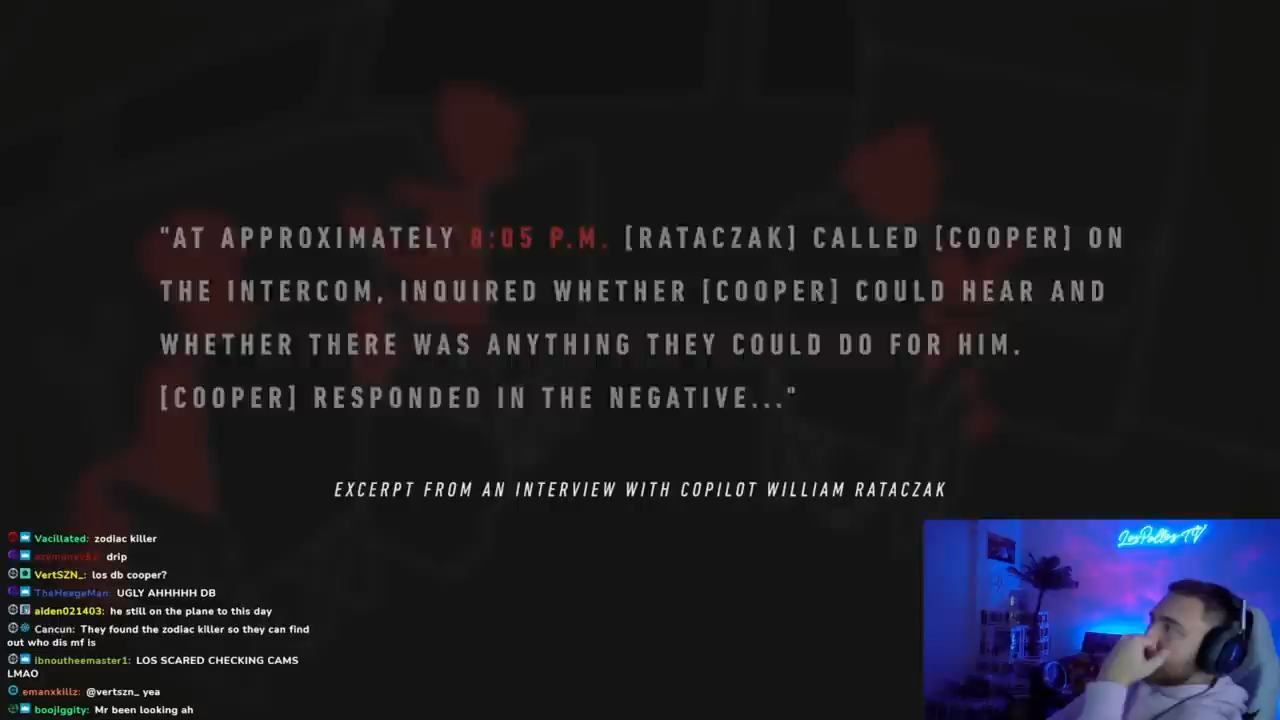 "AT APPROXIMATELY 8:05 P.M. [RATACZAK] CALLED [COOPER] ON
THE INTERCOM, INQUIRED WHETHER [COOPER] COULD HEAR AND
WHETHER THERE WAS ANYTHING THEY COULD DO FOR HIM.
[COOPER] RESPONDED IN THE NEGATIVE..."
EXCERPT FROM AN INTERVIEW WITH COPILOT WILLIAM RATACZAK
LosPollos TV
Vacillated: zodiac killer
drip
VertSZN_: los db cooper?
TheHeegeMan: UGLY AHHHHH DB
aiden021403: he still on the plane to this day
Cancun: They found the zodiac killer so they can find
out who dis mf is
ibnoutheemaster1: LOS SCARED CHECKING CAMS
LMAO
emanxkillz: @vertszn_ yea
boojiggity: Mr been looking ah